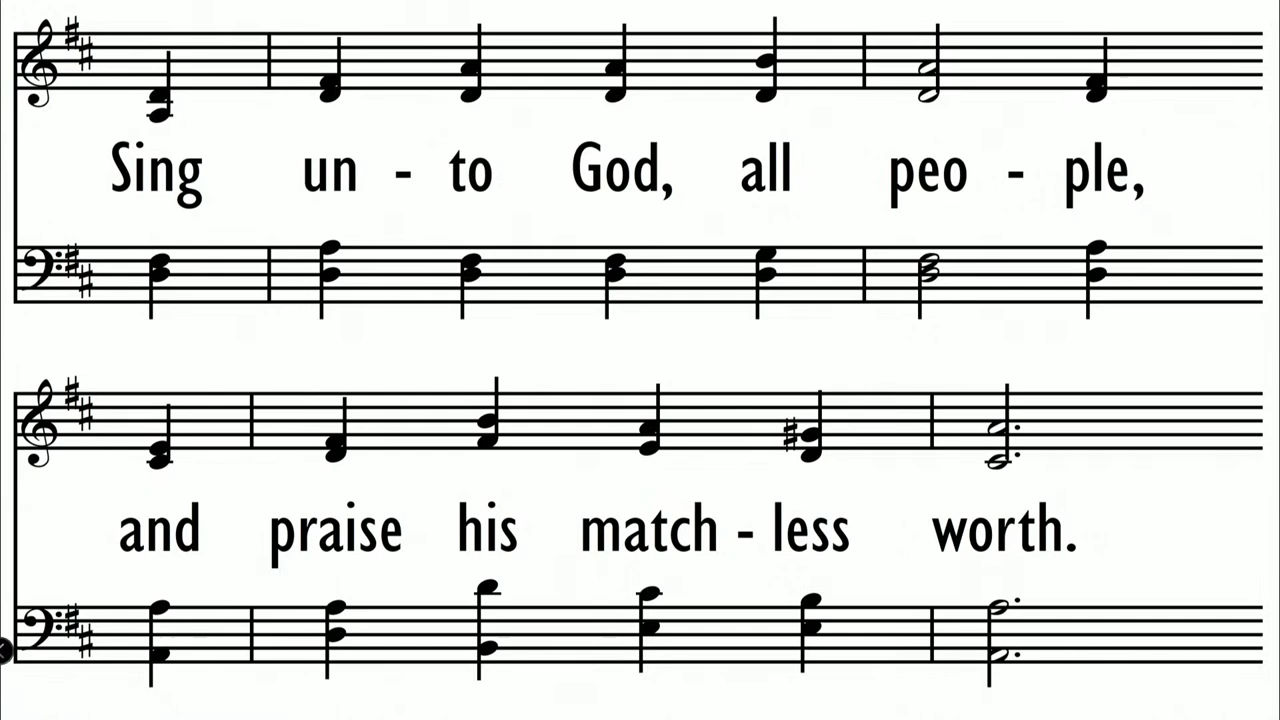 Sing un - to God, all peo - ple,
and praise his match - less worth.